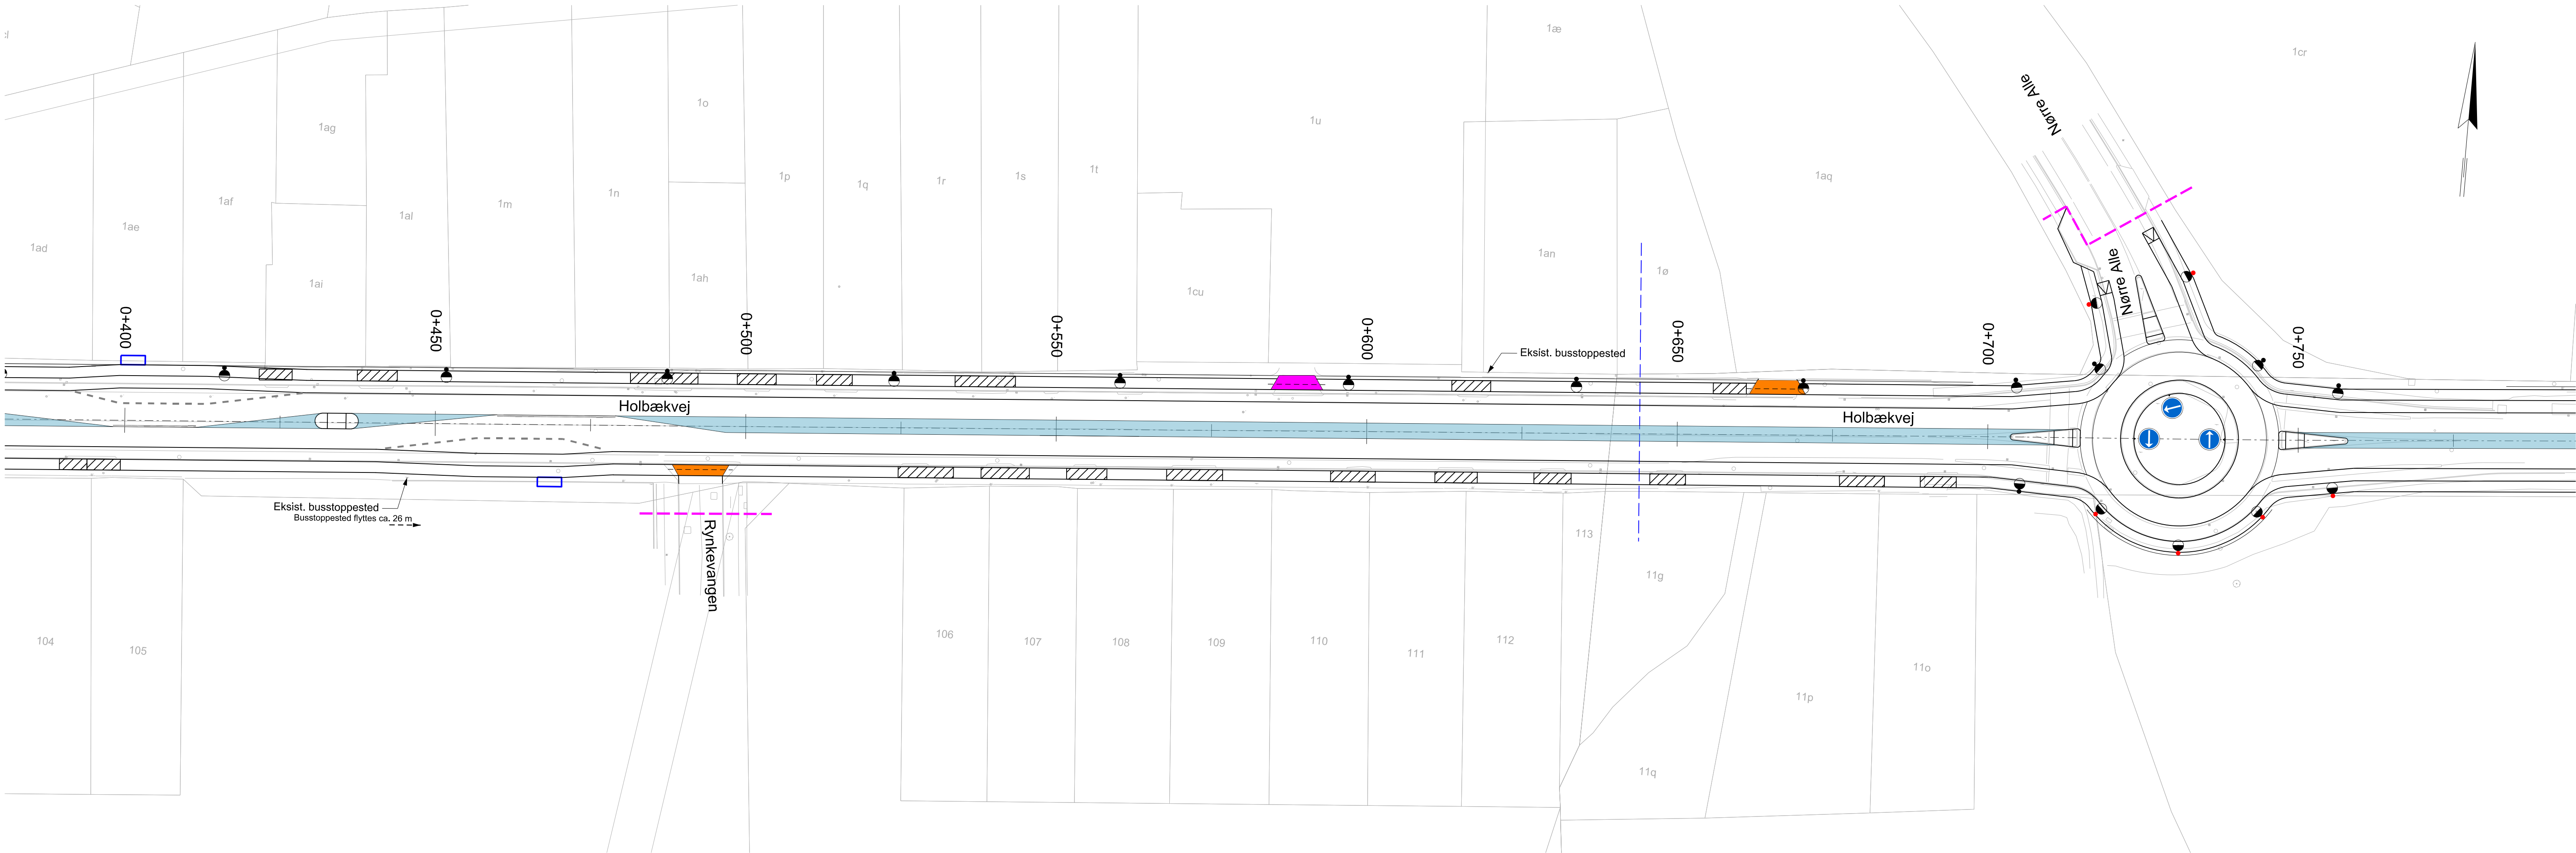 1æ
1cr
1o
1ag
1u
Nørre Alle
1p
1q
1r
1s
1t
1aq
1n
1m
1af
1al
1ae
1ad
1an
1ø
1ah
1ai
1cu
Nørre Alle
0+400
0+450
0+500
0+550
0+600
0+650
0+700
0+750
Eksist. busstoppested
Holbækvej
Holbækvej
Eksist. busstoppested
Busstoppested flyttes ca. 26 m
Rynkevangen
113
11g
104
105
106
107
108
109
110
111
112
11p
11o
11q